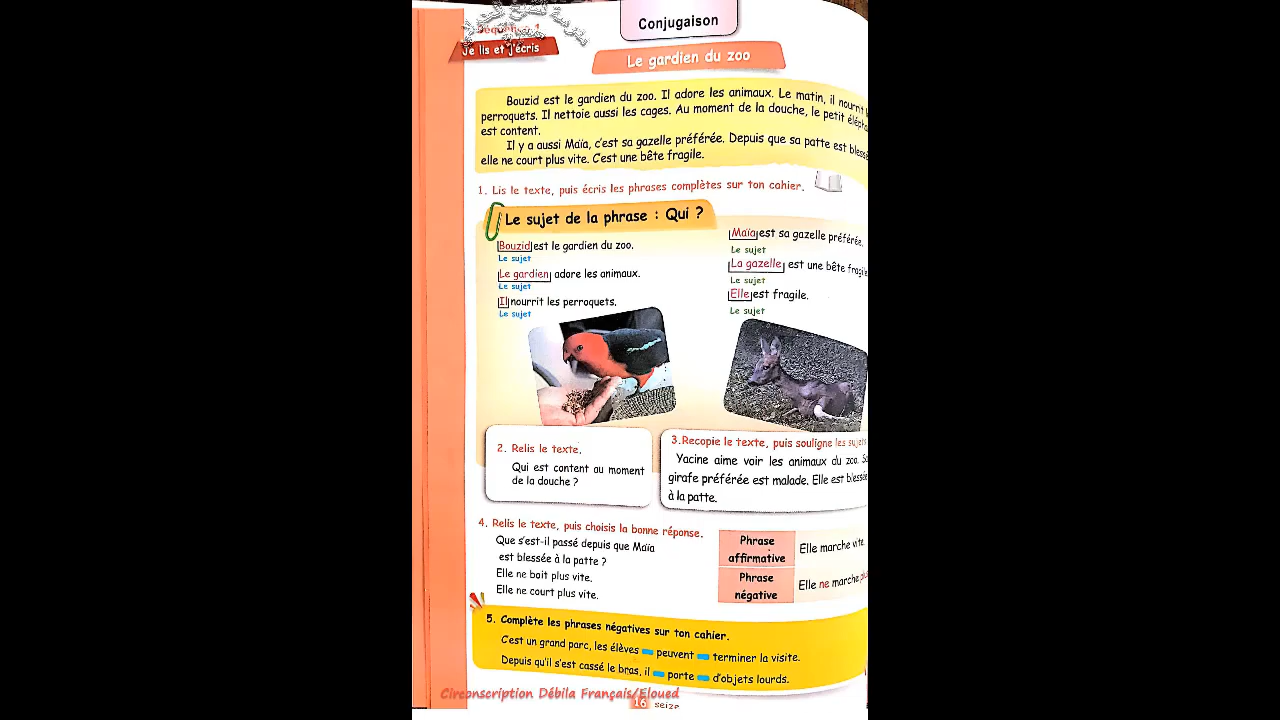 Conjugaison
Je lis et j'écris
Le gardien du zoo
Bouzid est le gardien du zoo. Il adore les animaux. Le matin, il nourrit
perroquets. Il nettoie aussi les cages. Au moment de la douche, le petit
est content.
Il y a aussi Maïa, c'est sa gazelle préférée. Depuis que sa patte est
elle ne court plus vite. C'est une bête fragile.
1. Lis le texte, puis écris les phrases complètes sur ton cahier.
Le sujet de la phrase : Qui ?
Bouzid est le gardien du zoo.
Le sujet
Le gardien adore les animaux.
Le sujet
Il nourrit les perroquets.
Le sujet
Maïa est sa gazelle préférée.
Le sujet
La gazelle est une bête fragile
Le sujet
Elle est fragile.
Le sujet
2. Relis le texte.
Qui est content au moment
de la douche ?
3.Recopie le texte, puis souligne les sujets
Yacine aime voir les animaux du zoo.
girafe préférée est malade. Elle est blessée
à la patte.
4. Relis le texte, puis choisis la bonne réponse.
Que s'est-il passé depuis que Maïa
est blessée à la patte ?
Elle ne boit plus vite.
Elle ne court plus vite.
Phrase
affirmative
Elle marche vite.
Phrase
négative
Elle ne marche
5. Complète les phrases négatives sur ton cahier.
C'est un grand parc, les élèves peuvent terminer la visite.
Depuis qu'il s'est cassé le bras, il porte d'objets lourds.
Circonscription Débila Français/Eloued
16 seize